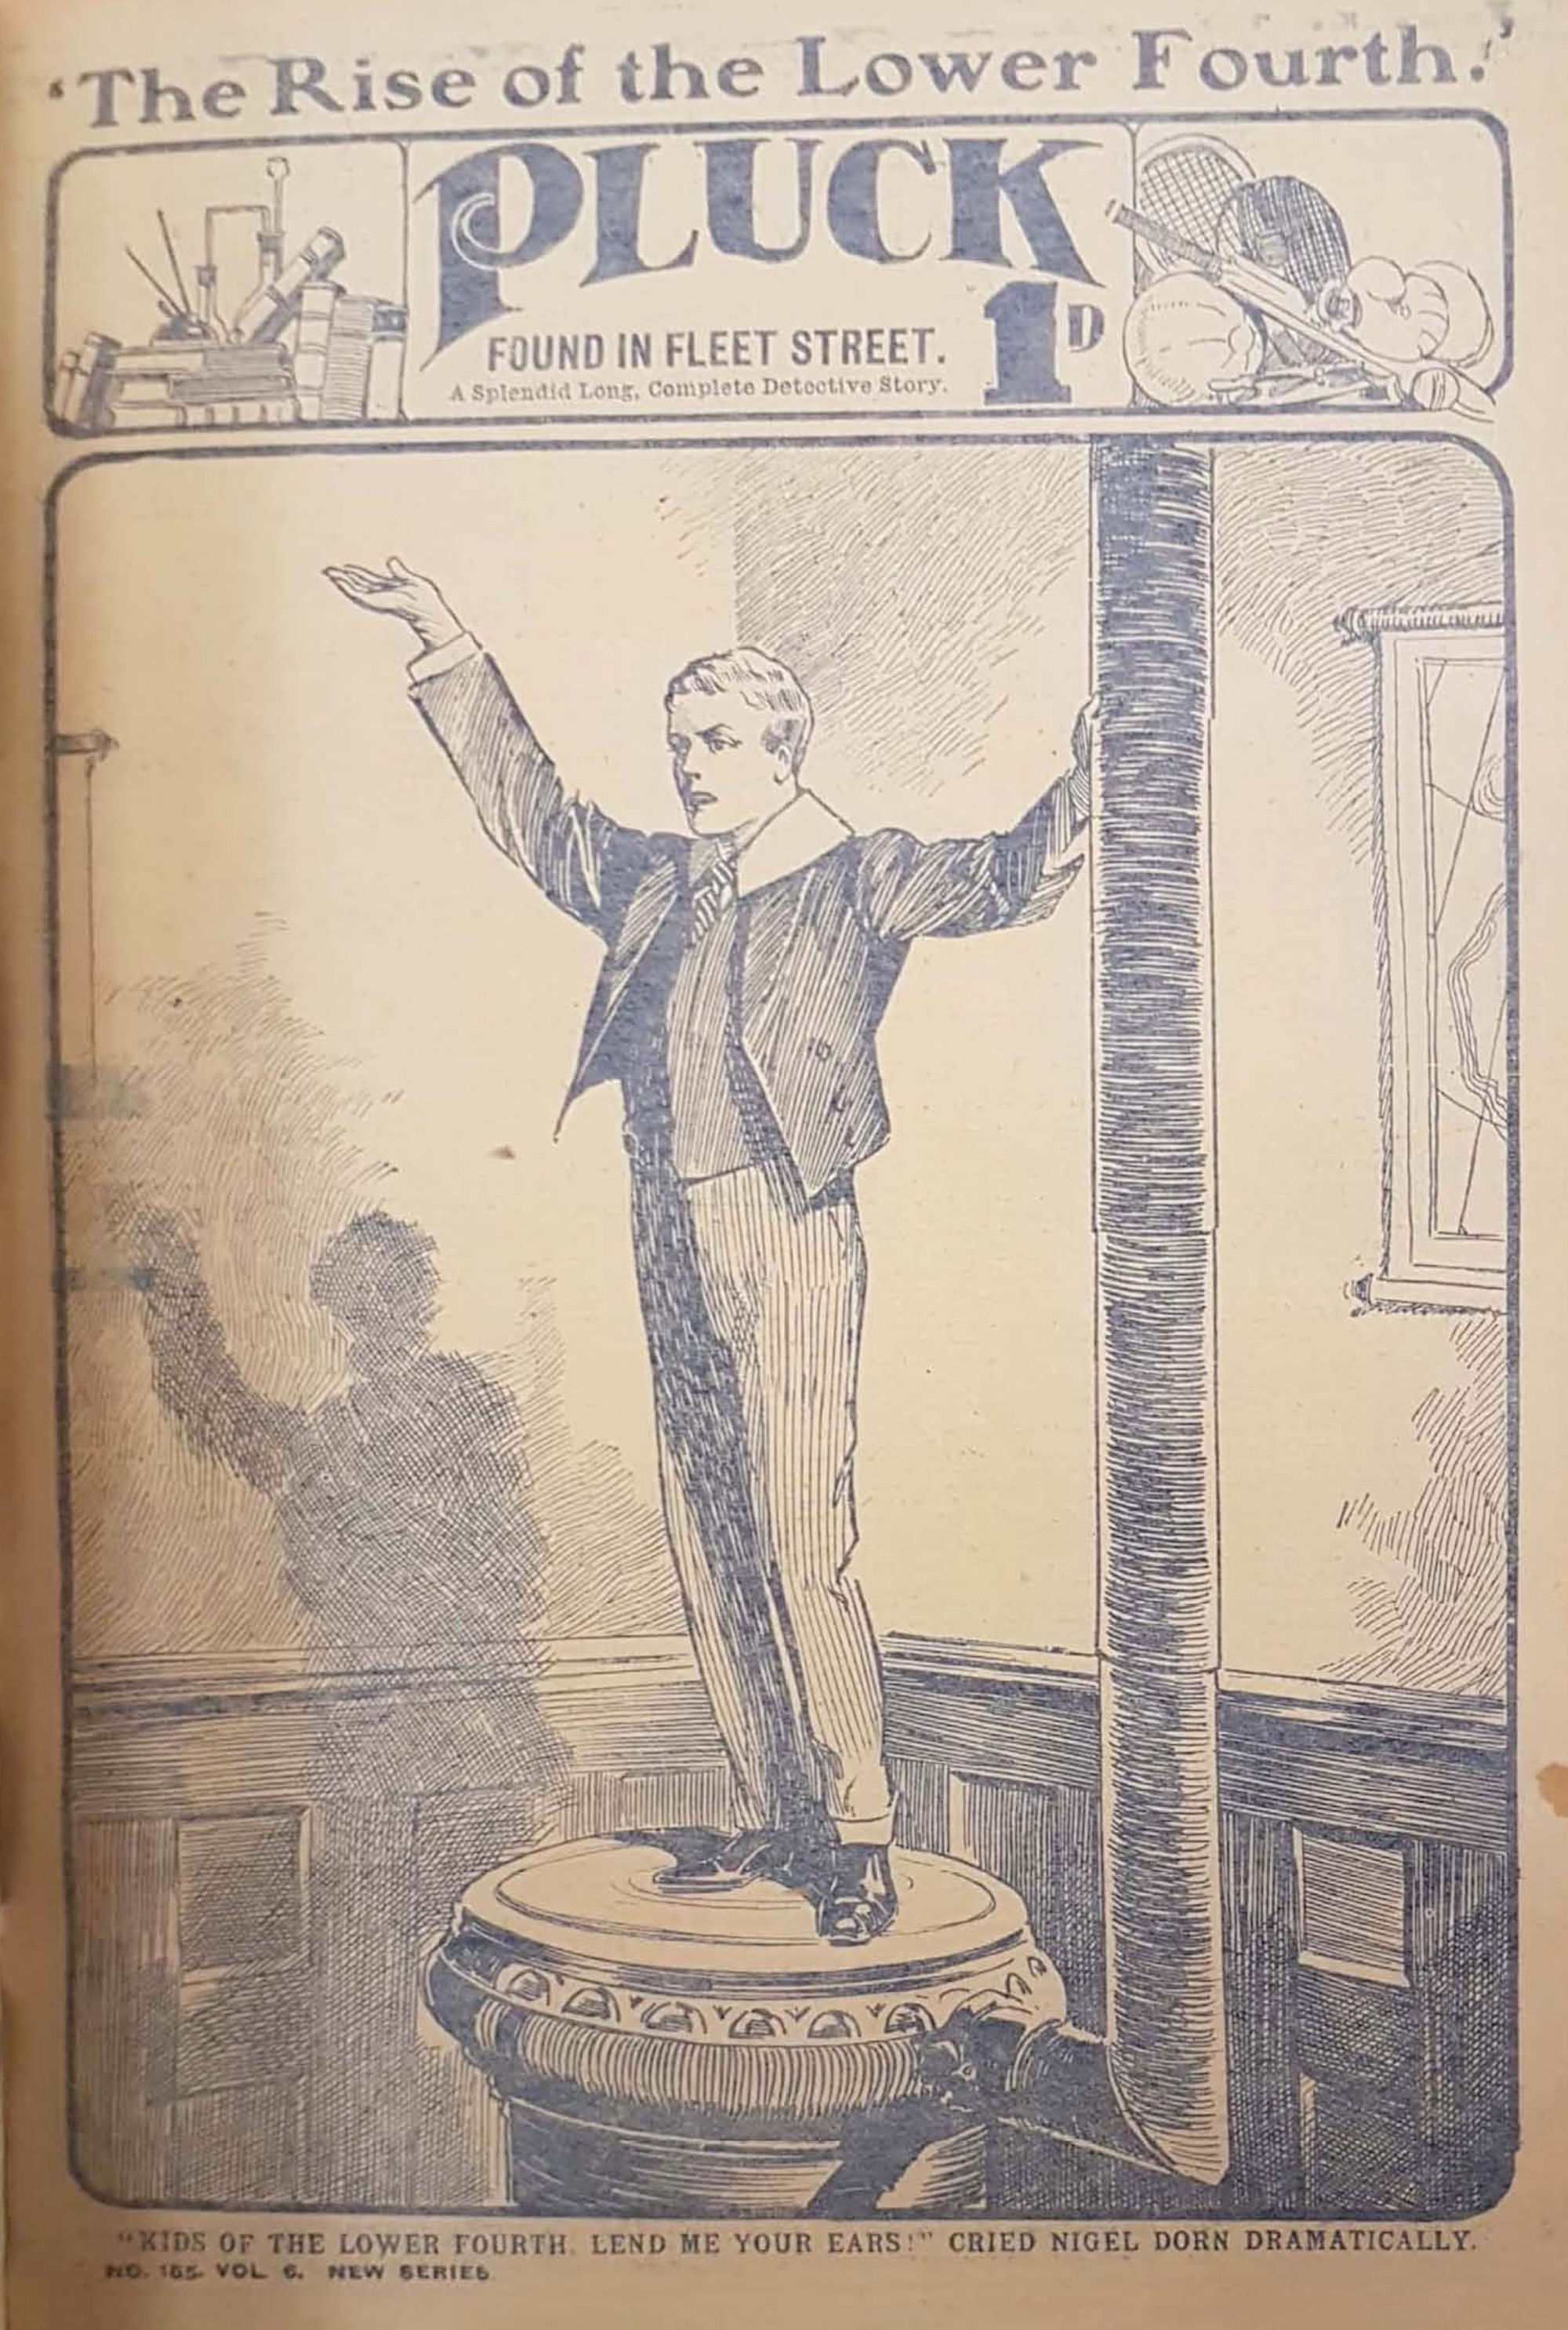 'The Rise of the Lower Fourth.'
PLUCK
1D
FOUND IN FLEET STREET.
A Splendid Long, Complete Detective Story.
"KIDS OF THE LOWER FOURTH, LEND ME YOUR EARS!" CRIED NIGEL DORN DRAMATICALLY.
NO. 165. VOL 6. NEW SERIES